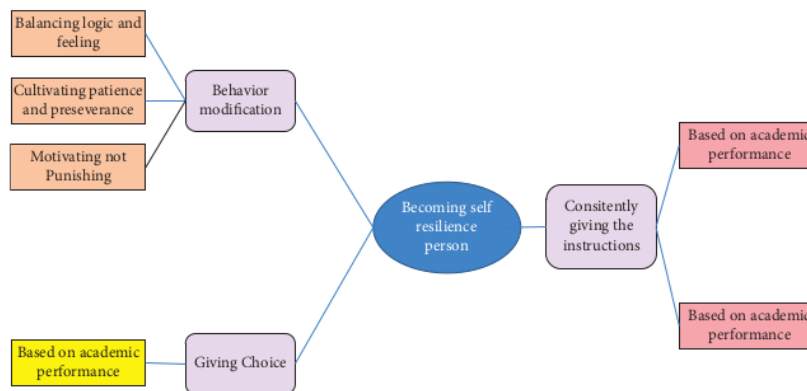 Balancing logic and
feeling
Cultivating patience
and preseverance
Motivating not
Punishing
Behavior
modification
Becoming self
resilience
person
Consitently
giving the
instructions
Based on academic
performance
Based on academic
performance
Based on academic
performance
Giving Choice